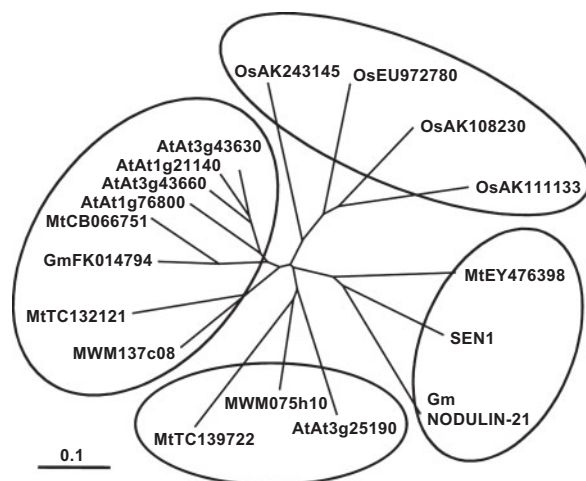 OsAK243145
OsEU972780
OsAK108230
OsAK111133
AtAt3g43630
AtAt1g21140
AtAt3g43660
AtAt1g76800
MtCB066751
GmFK014794
MtTC132121
MWM137c08
MtEY476398
SEN1
Gm
NODULIN-21
MWM075h10
AtAt3g25190
MtTC139722
0.1